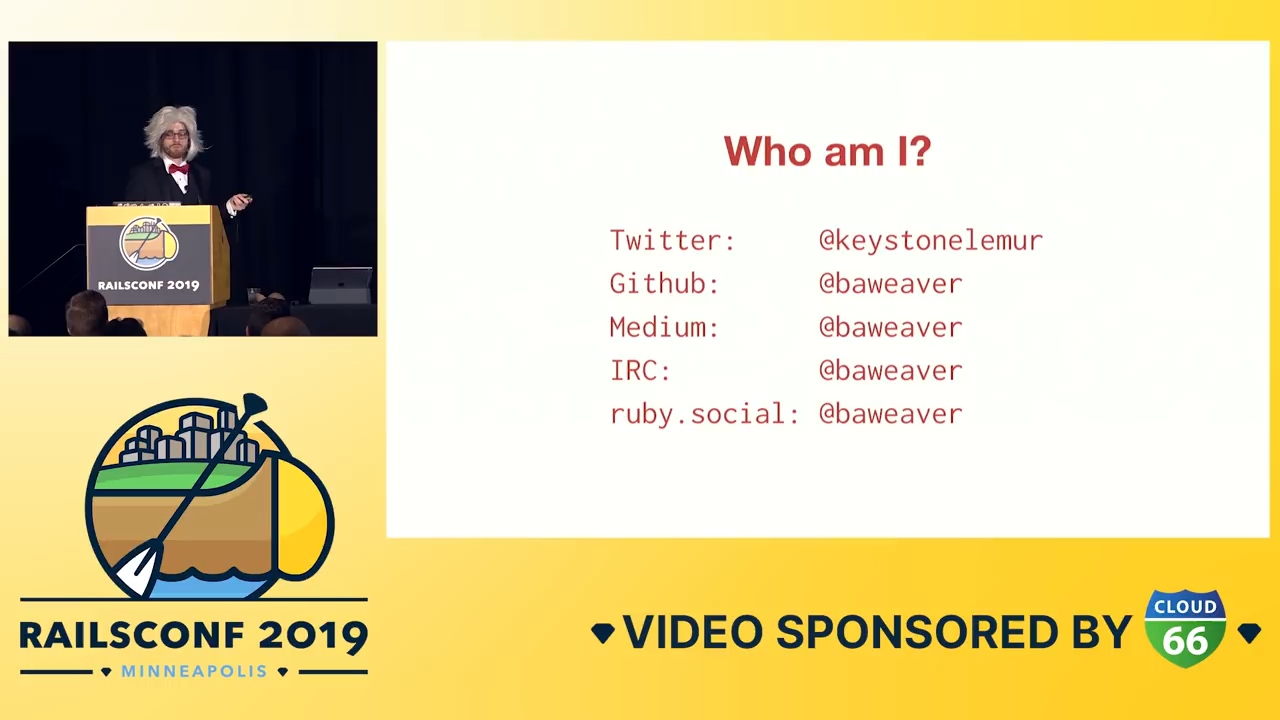 RAILSCONF 2019
Who am I?
Twitter: @keystonelemur
Github: @baweaver
Medium: @baweaver
IRC: @baweaver
ruby.social: @baweaver
RAILSCONF 2019
MINNEAPOLIS
VIDEO SPONSORED BY
CLOUD
66